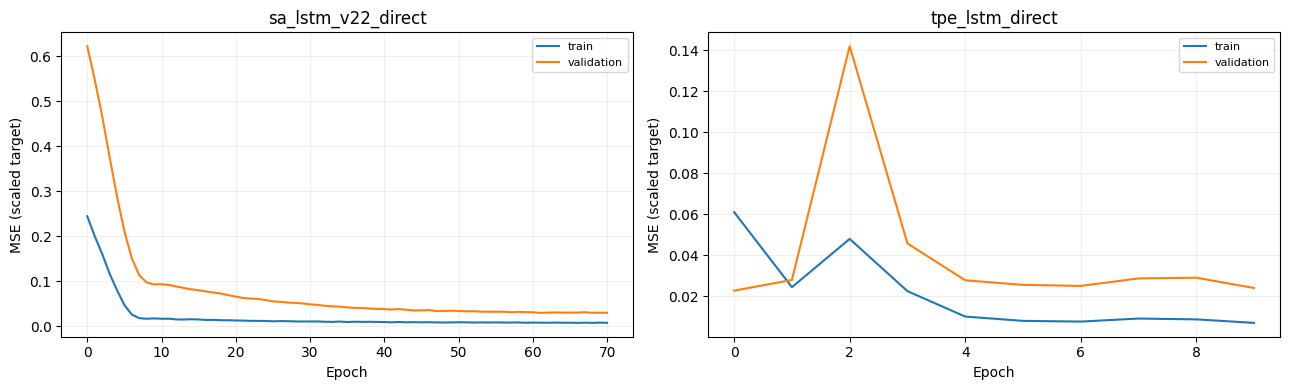 sa_lstm_v22_direct
train
validation
MSE (scaled target)
0.6
0.5
0.4
0.3
0.2
0.1
0.0
0
10
20
30
40
50
60
70
Epoch
tpe_lstm_direct
train
validation
MSE (scaled target)
0.14
0.12
0.10
0.08
0.06
0.04
0.02
0
2
4
6
8
Epoch